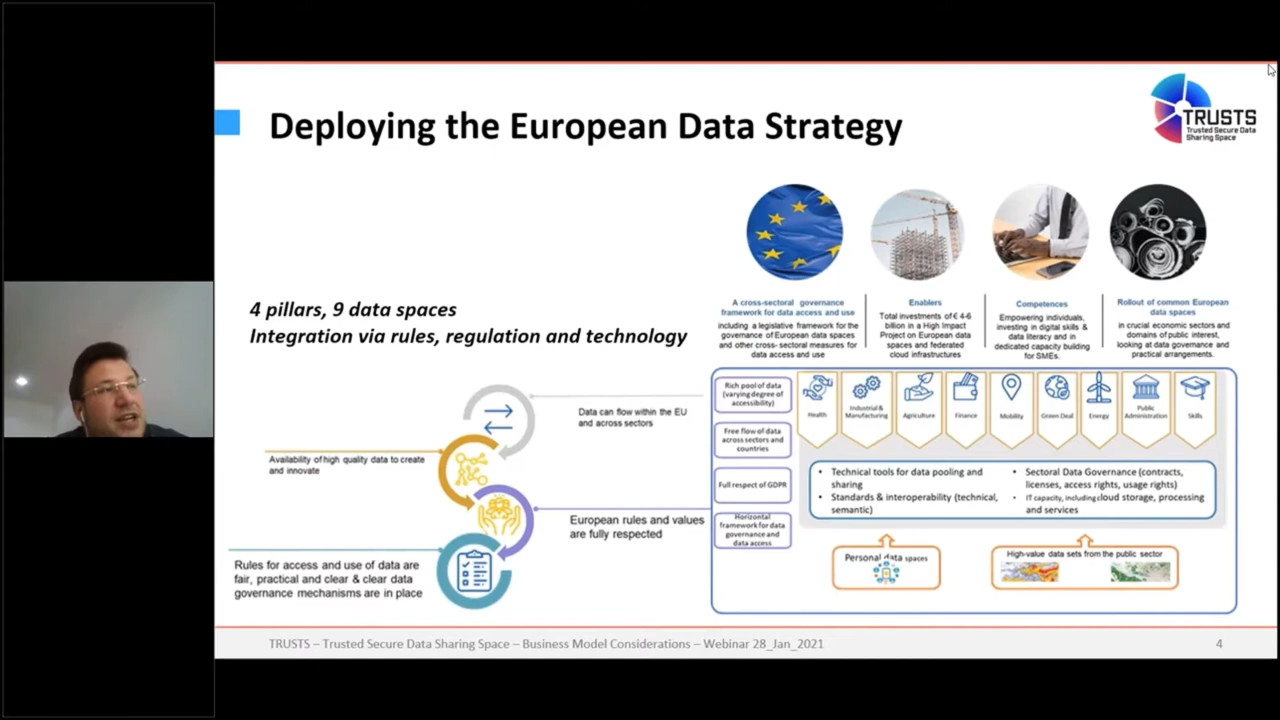 Deploying the European Data Strategy
TRUSTS
Trusted Secure Data
Sharing Space
4 pillars, 9 data spaces
Integration via rules, regulation and technology
A cross-sectoral governance
framework for data access and use
including a legislative framework for the
governance of European data spaces
and other cross- sectoral measures for
data access and use
Enablers
Total investments of € 4-6
billion in a High Impact
Project on European data
spaces and federated
cloud infrastructures
Competences
Empowering individuals,
investing in digital skills &
data literacy and in
dedicated capacity building
for SMEs.
Rollout of common European
data spaces
in crucial economic sectors and
domains of public interest,
looking at data governance and
practical arrangements.
Data can flow within the EU
and across sectors
Availability of high quality data to create
and innovate
European rules and values
are fully respected
Rules for access and use of data are
fair, practical and clear & clear data
governance mechanisms are in place
Rich pool of data
(varying degree of
accessibility)
Free flow of data
across sectors and
countries
Full respect of GDPR
Horizontal
framework for data
governance and
data access
Health
Industrial &
Manufacturing
Agriculture
Finance
Mobility
Green Deal
Energy
Public
Administration
Skills
• Technical tools for data pooling and
sharing
• Standards & interoperability (technical,
semantic)
• Sectoral Data Governance (contracts,
licenses, access rights, usage rights)
• IT capacity, including cloud storage, processing
and services
Personal data spaces
High-value data sets from the public sector
TRUSTS – Trusted Secure Data Sharing Space – Business Model Considerations – Webinar 28_Jan_2021
4